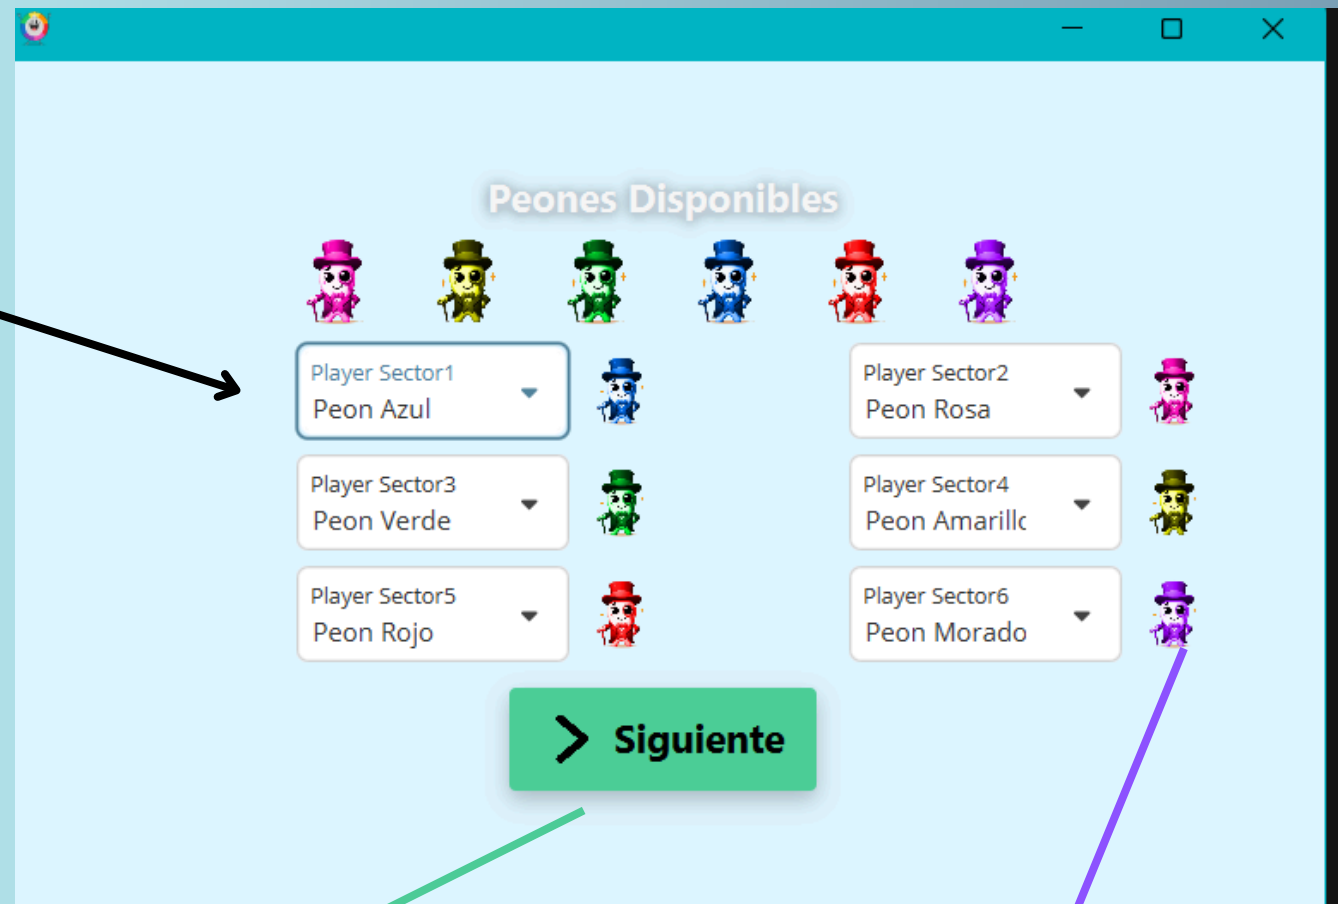 Peones Disponibles
Player Sector1
Peon Azul
Player Sector2
Peon Rosa
Player Sector3
Peon Verde
Player Sector4
Peon Amarillo
Player Sector5
Peon Rojo
Player Sector6
Peon Morado
Siguiente